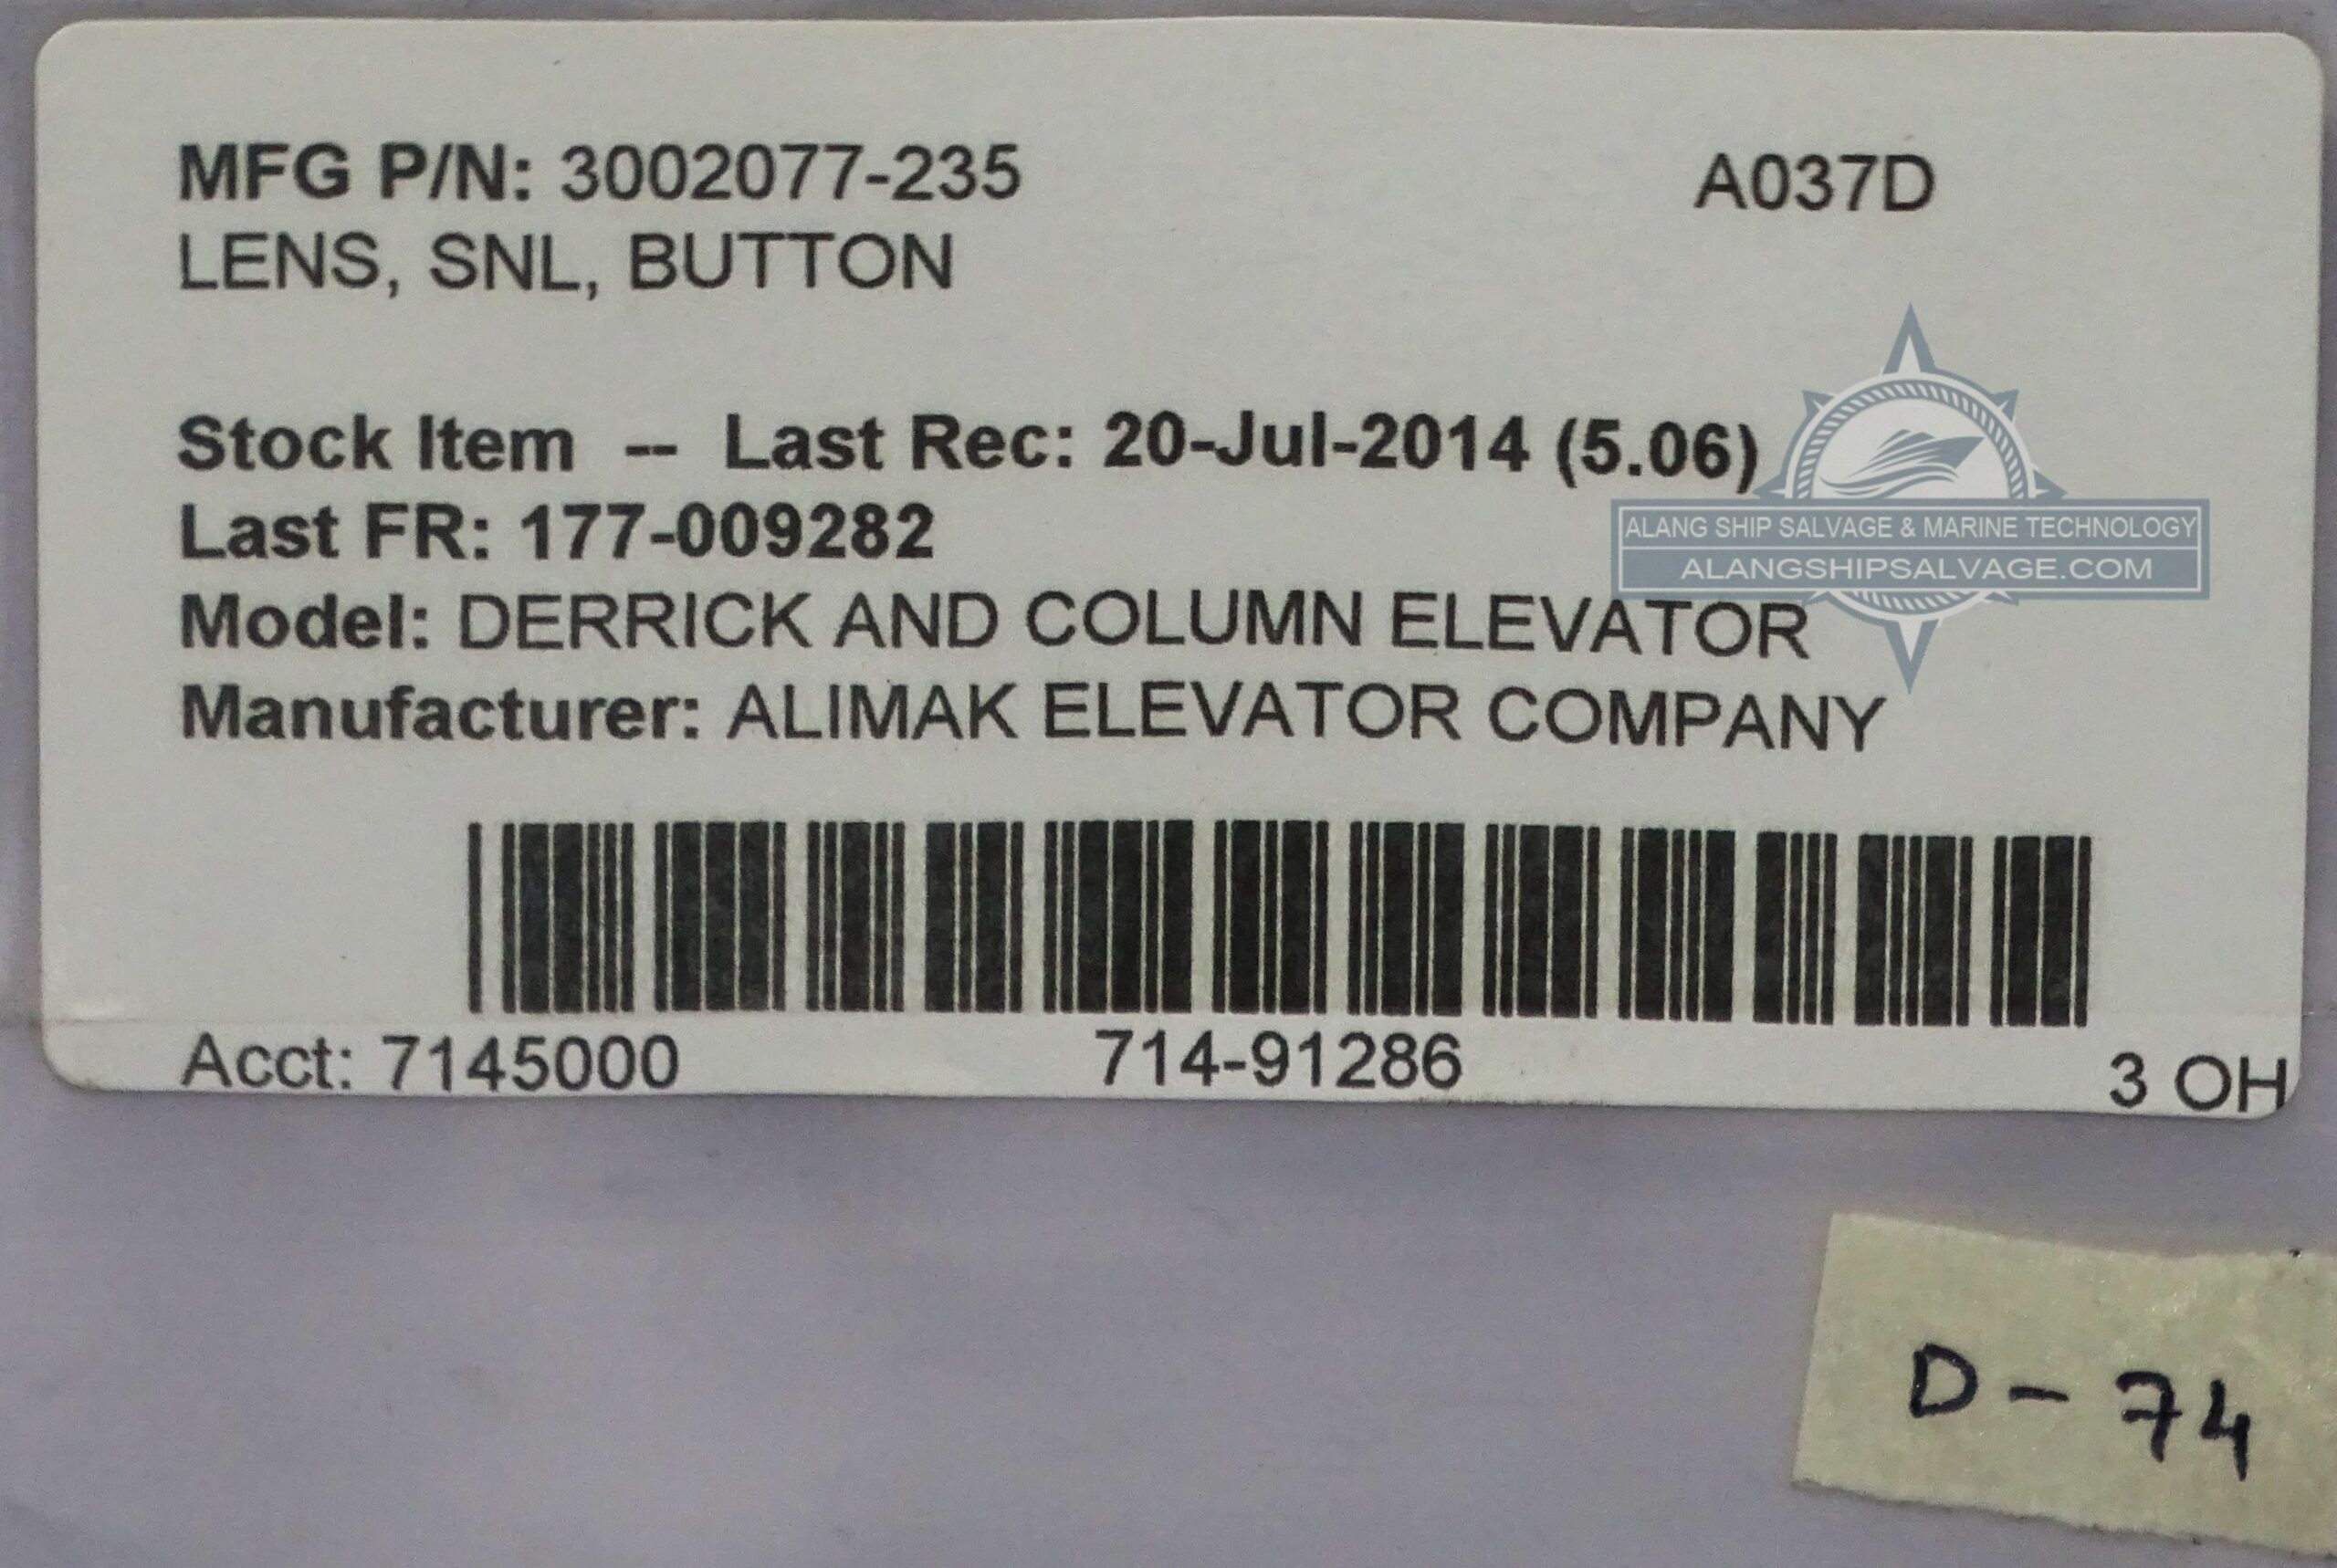 MFG P/N: 3002077-235
A037D
LENS, SNL, BUTTON
Stock Item -- Last Rec: 20-Jul-2014 (5.06)
Last FR: 177-009282
ALANG SHIP SALVAGE & MARINE TECHNOLOGY
ALANGSHIPSALVAGE.COM
Model: DERRICK AND COLUMN ELEVATOR
Manufacturer: ALIMAK ELEVATOR COMPANY
Acct: 7145000
714-91286
3 OH
D-74